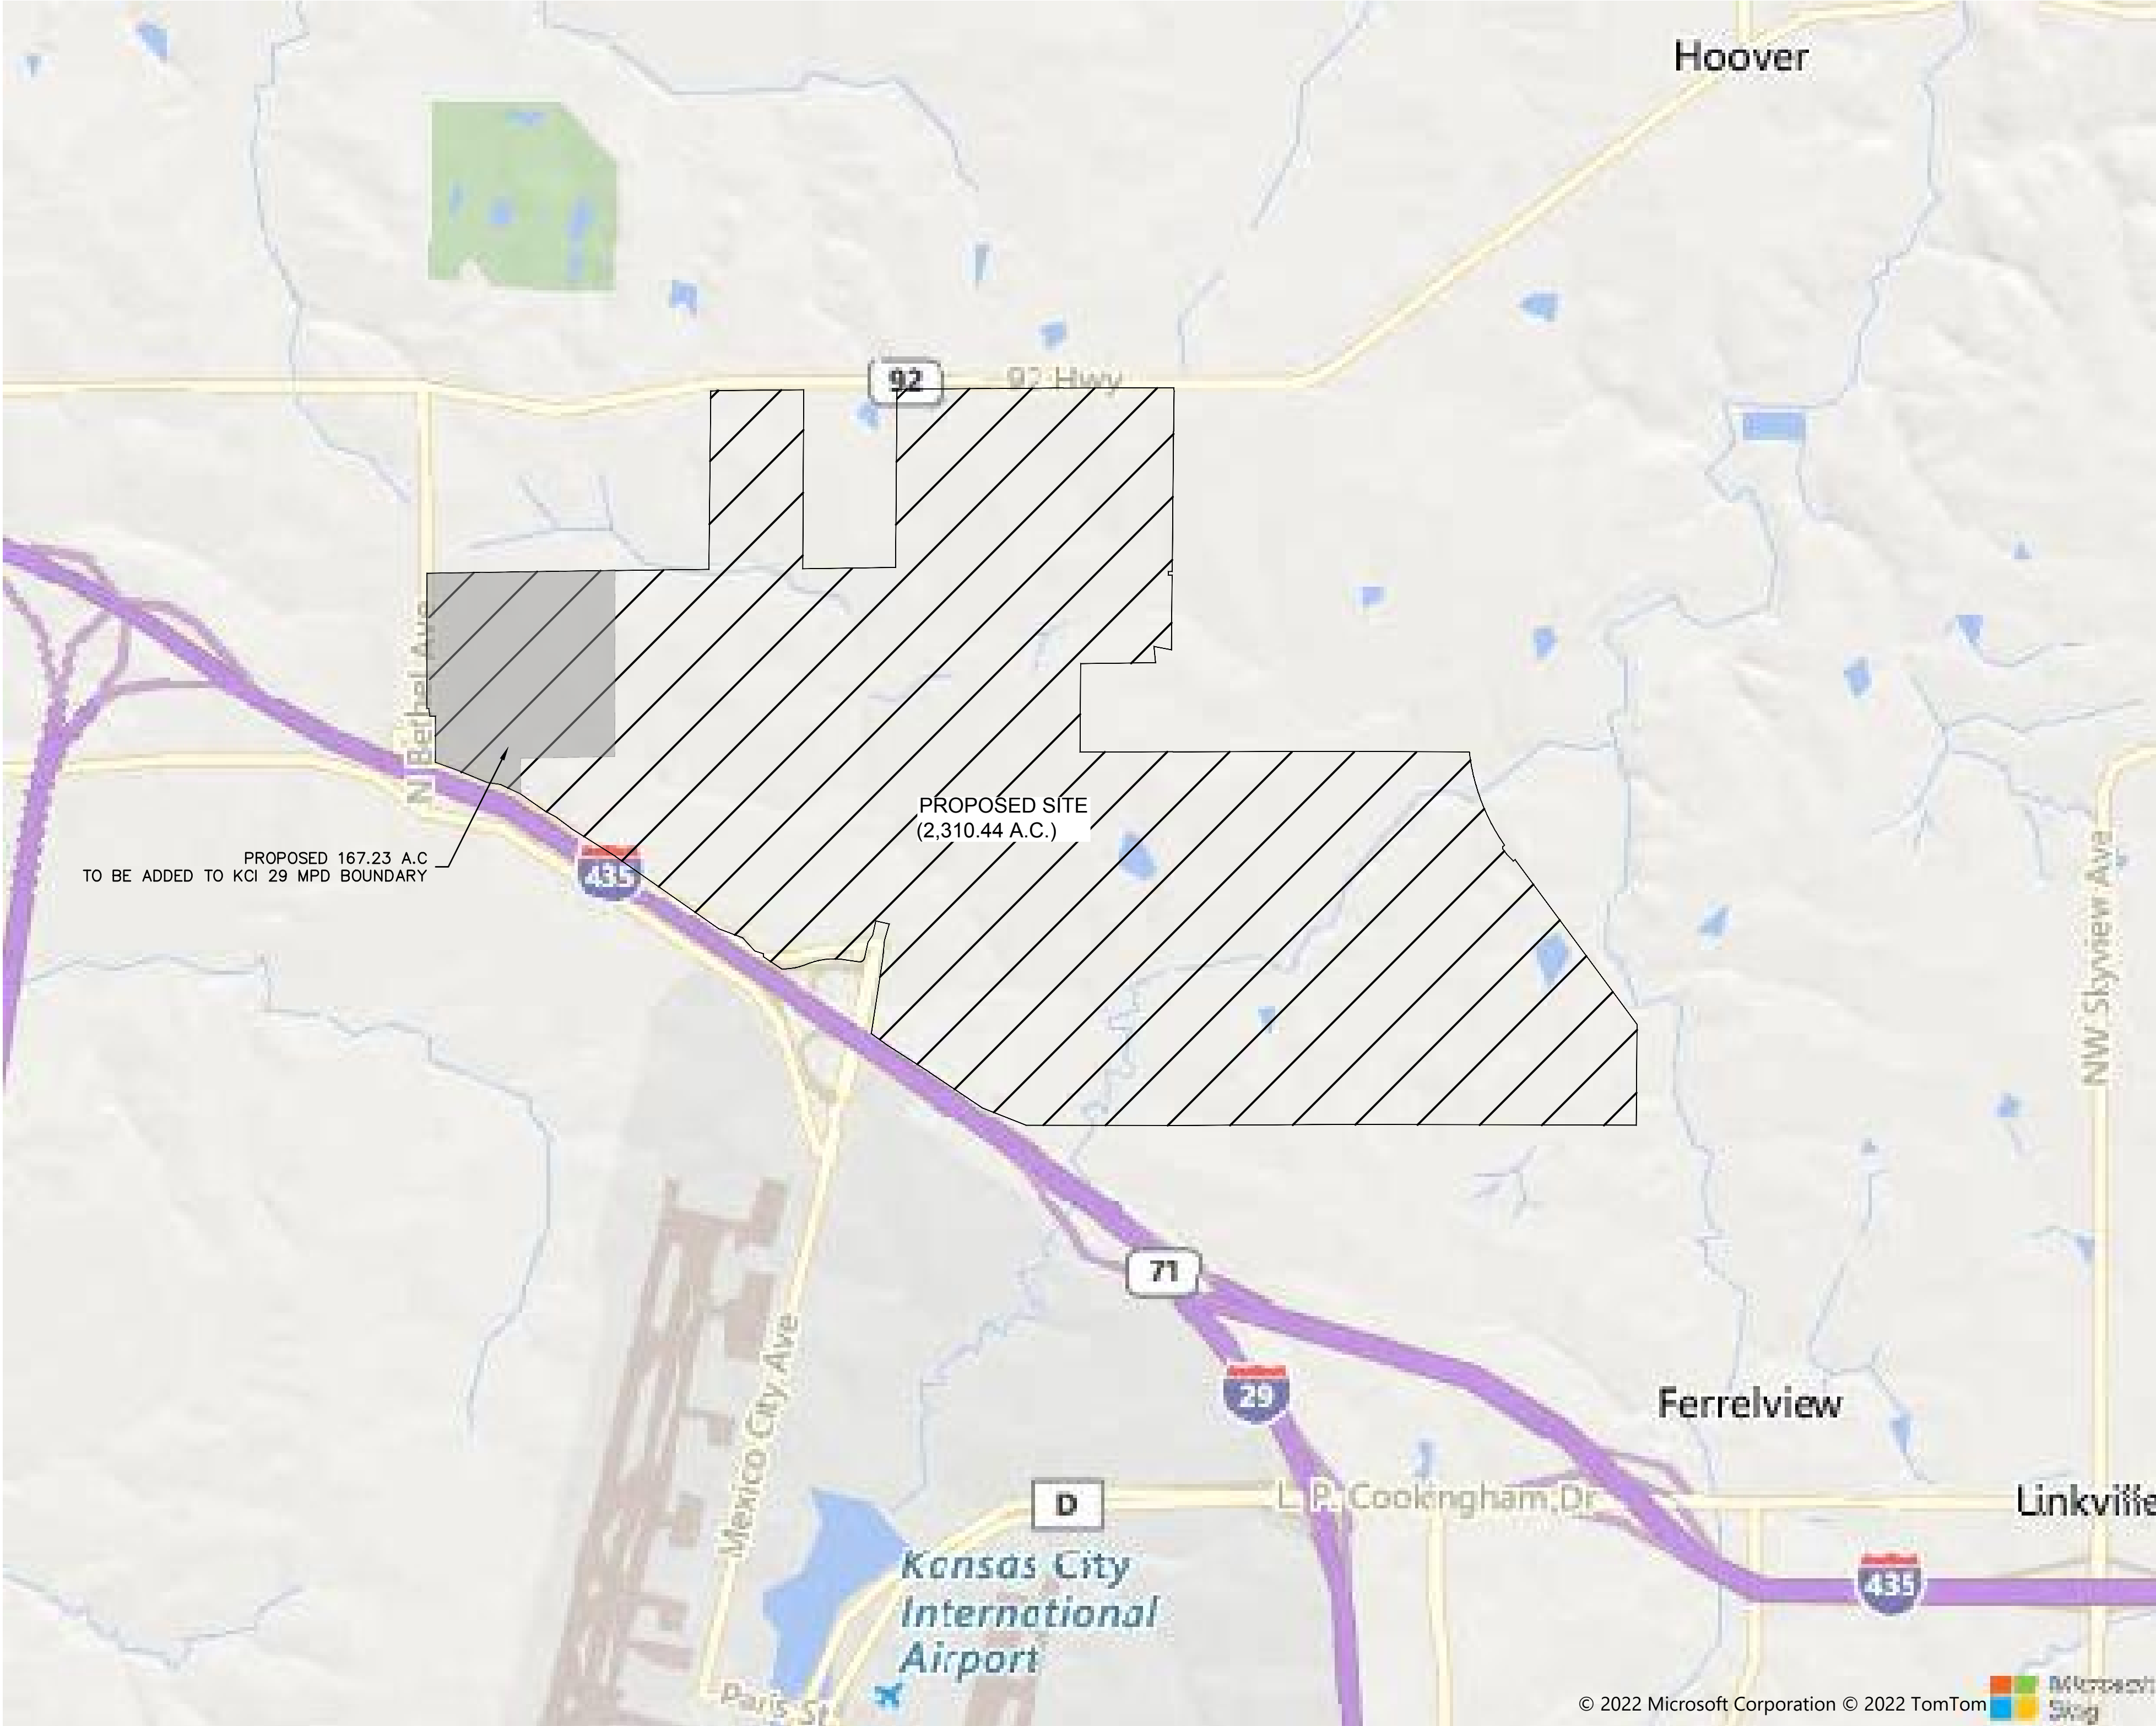 Hoover
92
92 Hwy
N Bethel Ave
PROPOSED SITE
(2,310.44 A.C.)
PROPOSED 167.23 A.C
TO BE ADDED TO KCI 29 MPD BOUNDARY
435
NW Skyview Ave
71
Mexico City Ave
29
Ferrelview
D
L. P. Cookingham Dr
Linkville
Kansas City
International
Airport
435
Paris St
© 2022 Microsoft Corporation © 2022 TomTom
Microsoft
Bing